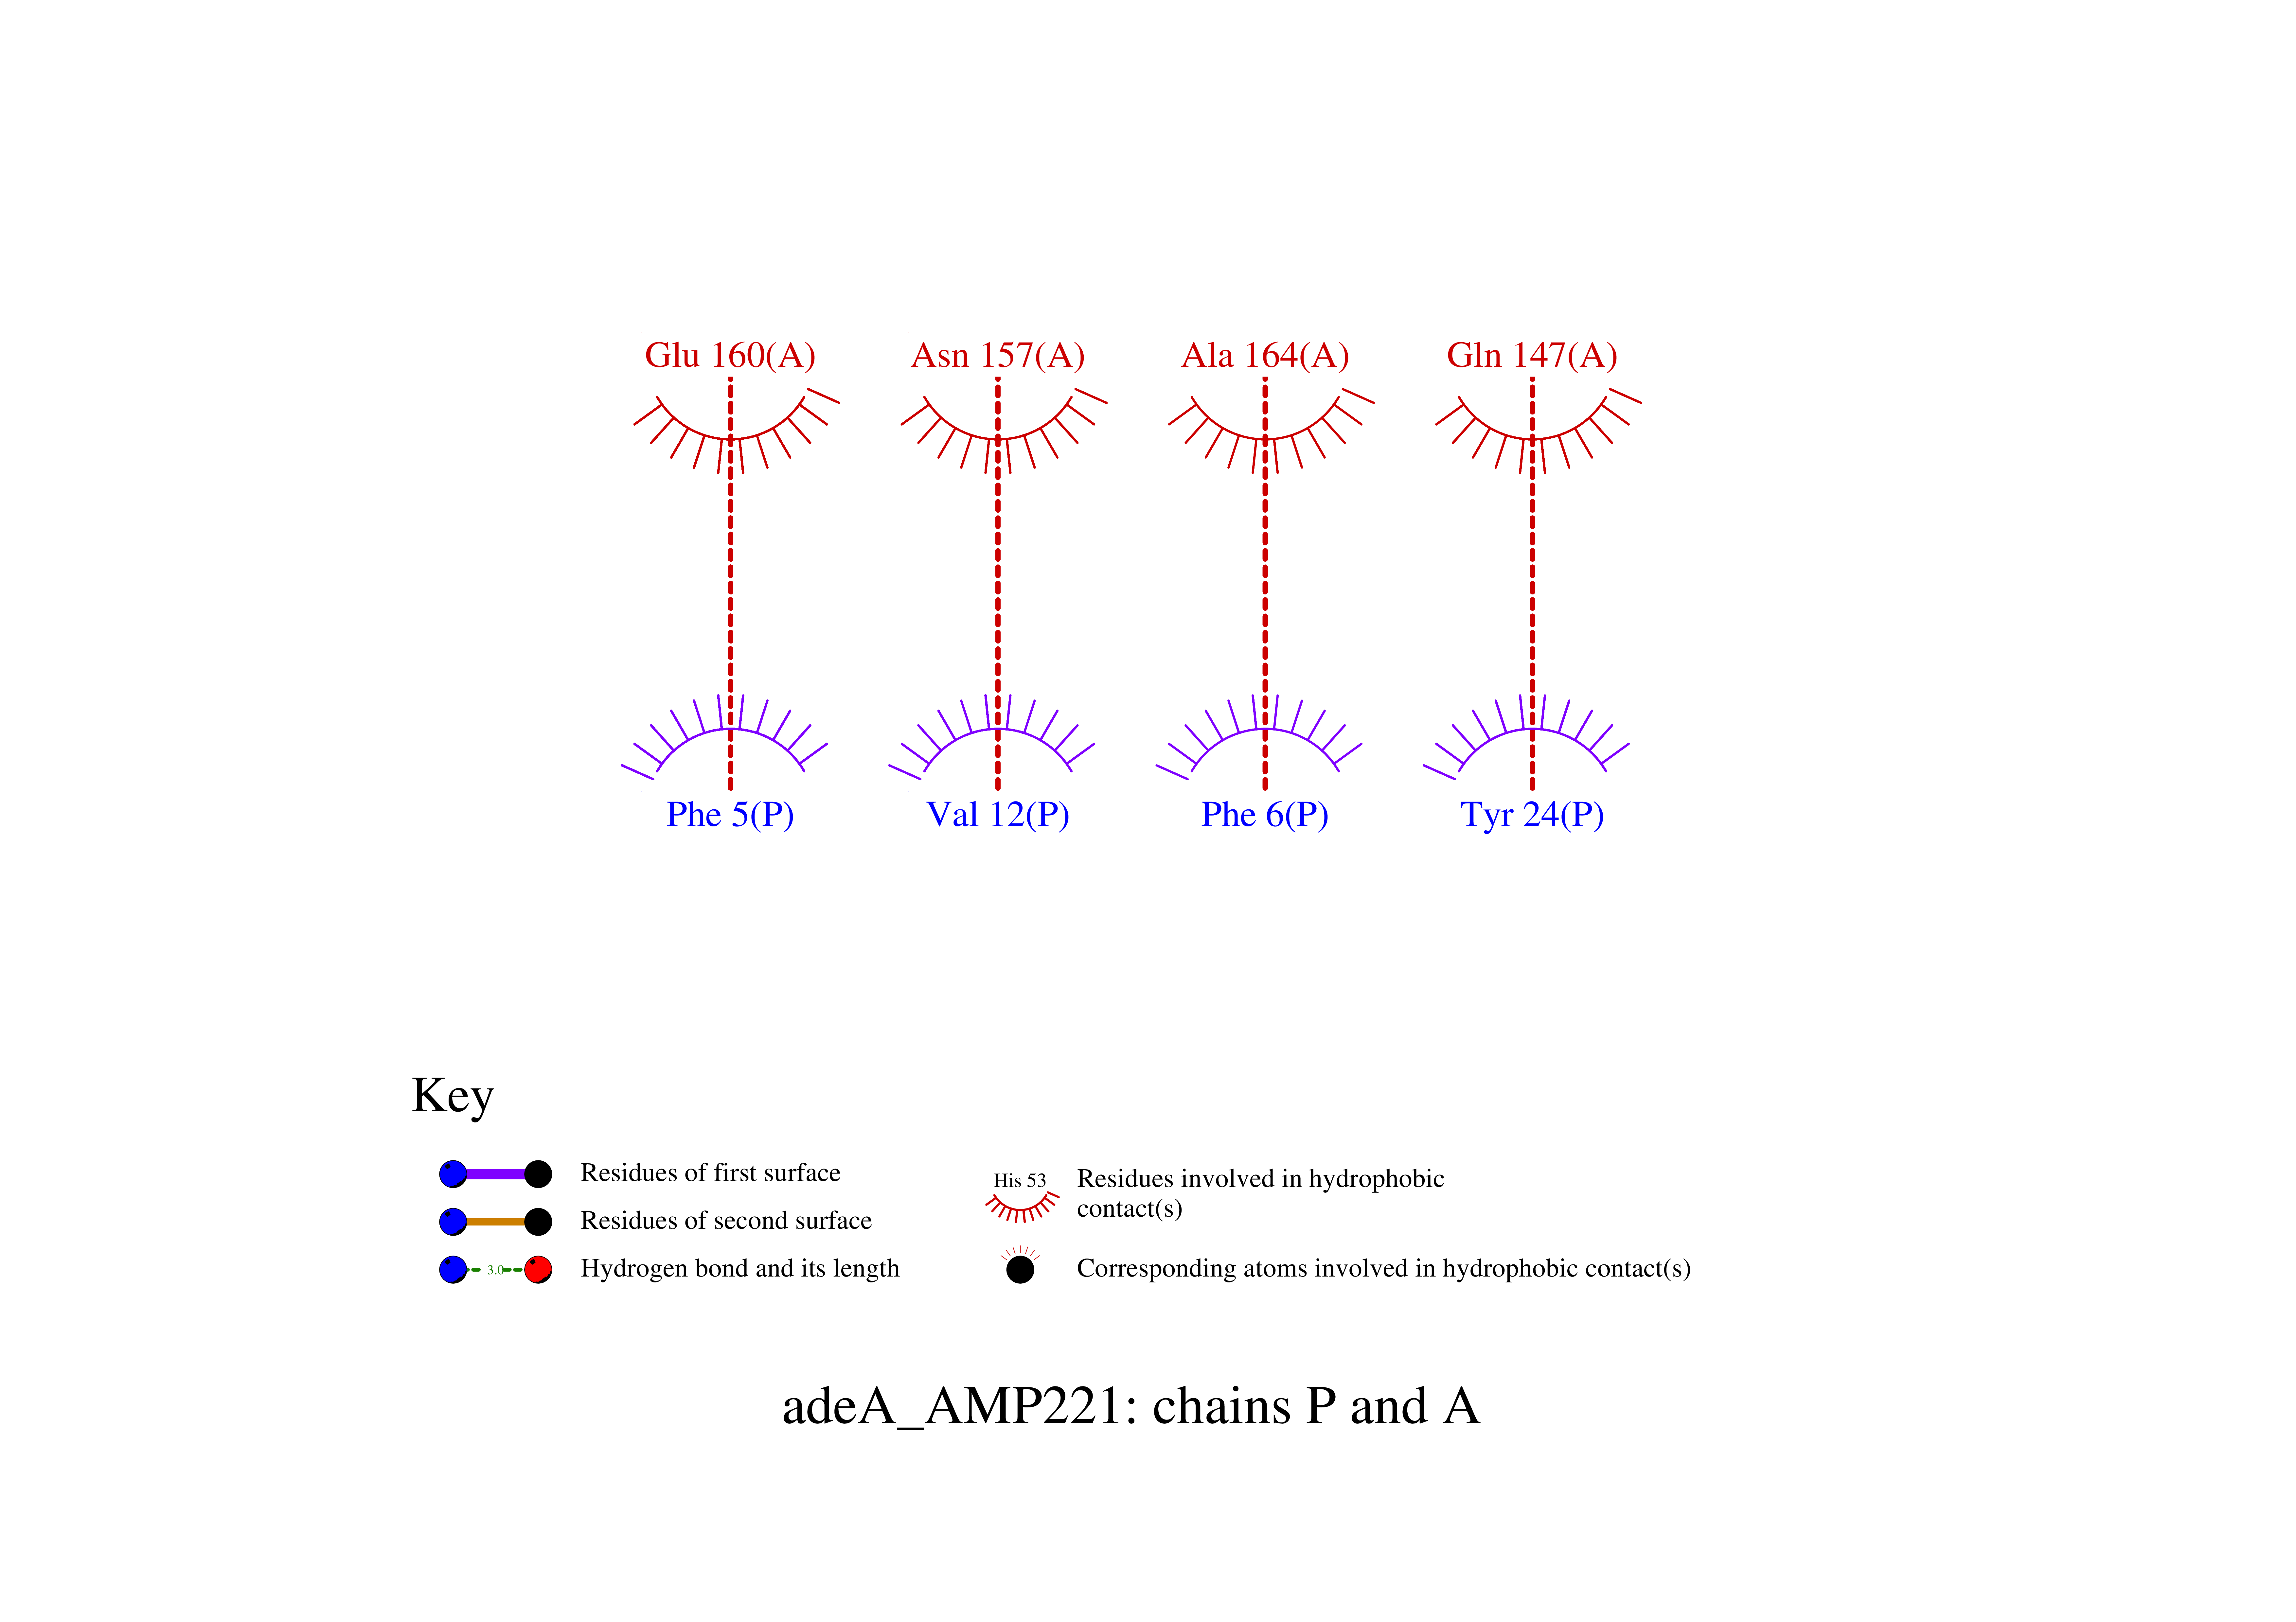 Glu 160(A) Asn 157(A) Ala 164(A) Gln 147(A)
Phe 5(P) Val 12(P) Phe 6(P) Tyr 24(P)
Key
Residues of first surface
Residues of second surface
3.0 Hydrogen bond and its length
His 53 Residues involved in hydrophobic
contact(s)
Corresponding atoms involved in hydrophobic contact(s)
adeA_AMP221: chains P and A